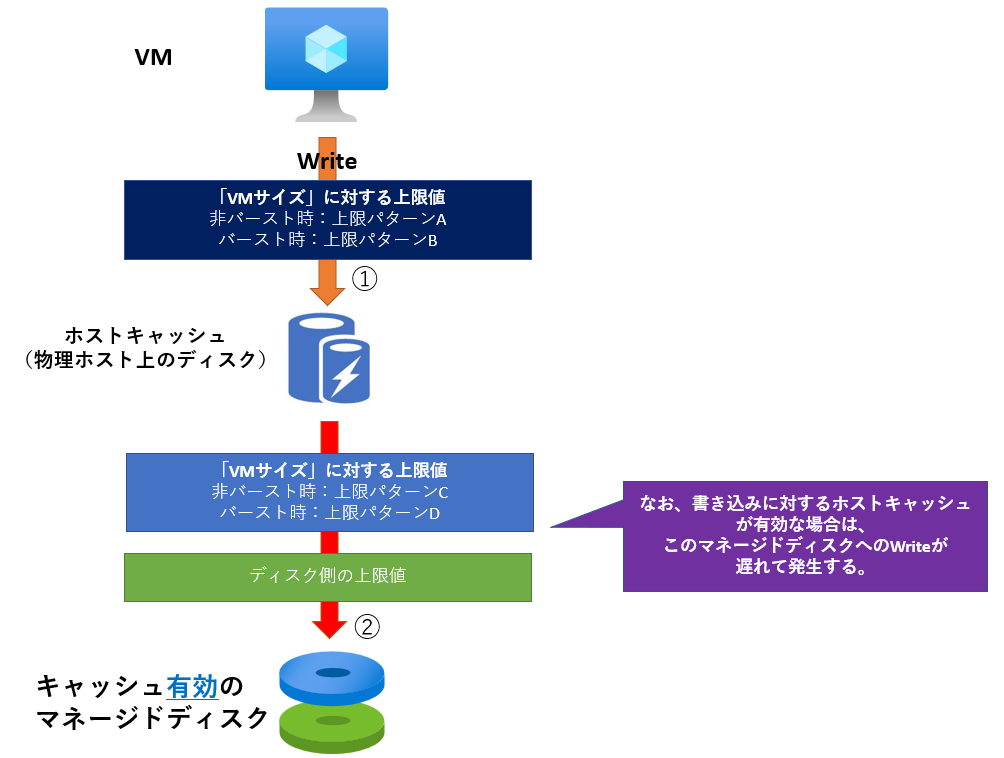 VM
Write
「VMサイズ」に対する上限値
非バースト時：上限パターンA
バースト時：上限パターンB
①
ホストキャッシュ
（物理ホスト上のディスク）
「VMサイズ」に対する上限値
非バースト時：上限パターンC
バースト時：上限パターンD
なお、書き込みに対するホストキャッシュ
が有効な場合は、
このマネージドディスクへのWriteが
遅れて発生する。
ディスク側の上限値
②
キャッシュ有効の
マネージドディスク